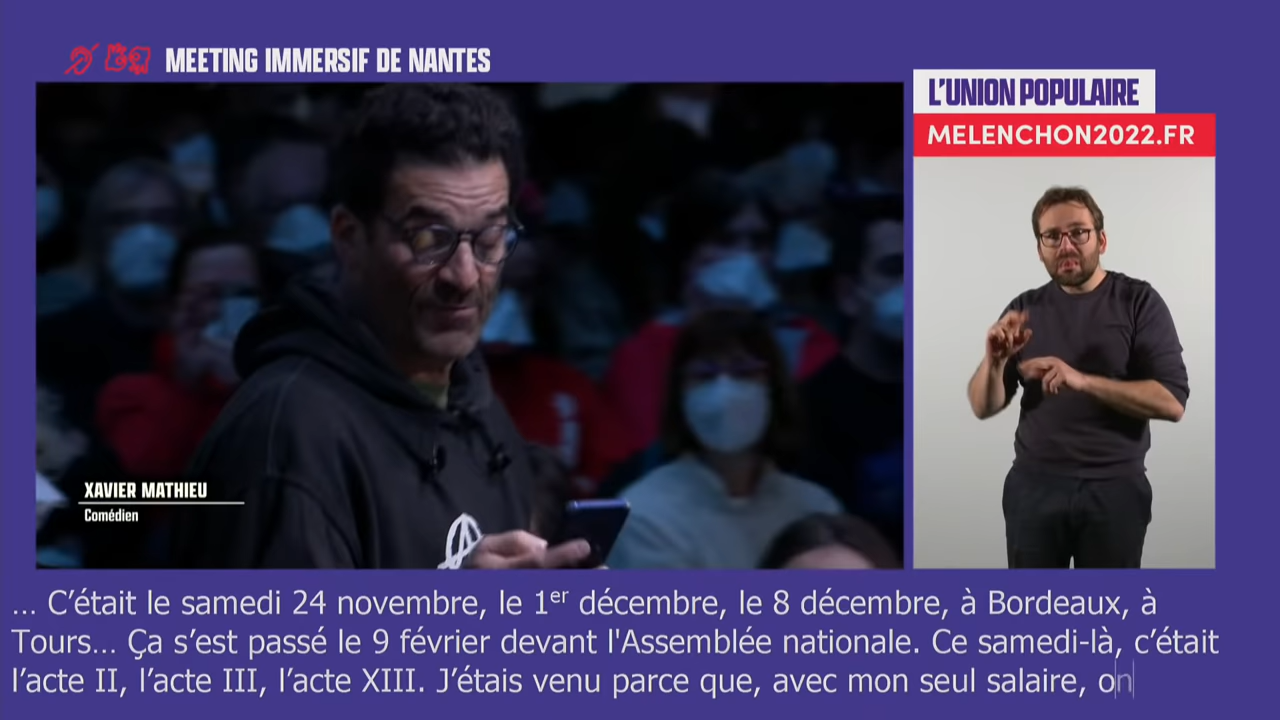 MEETING IMMERSIF DE NANTES
L'UNION POPULAIRE
MELENCHON2022.FR
XAVIER MATHIEU
Comédien
... C'était le samedi 24 novembre, le 1er décembre, le 8 décembre, à Bordeaux, à
Tours... Ça s'est passé le 9 février devant l'Assemblée nationale. Ce samedi-là, c'était
l'acte II, l'acte III, l'acte XIII. J'étais venu parce que, avec mon seul salaire, on